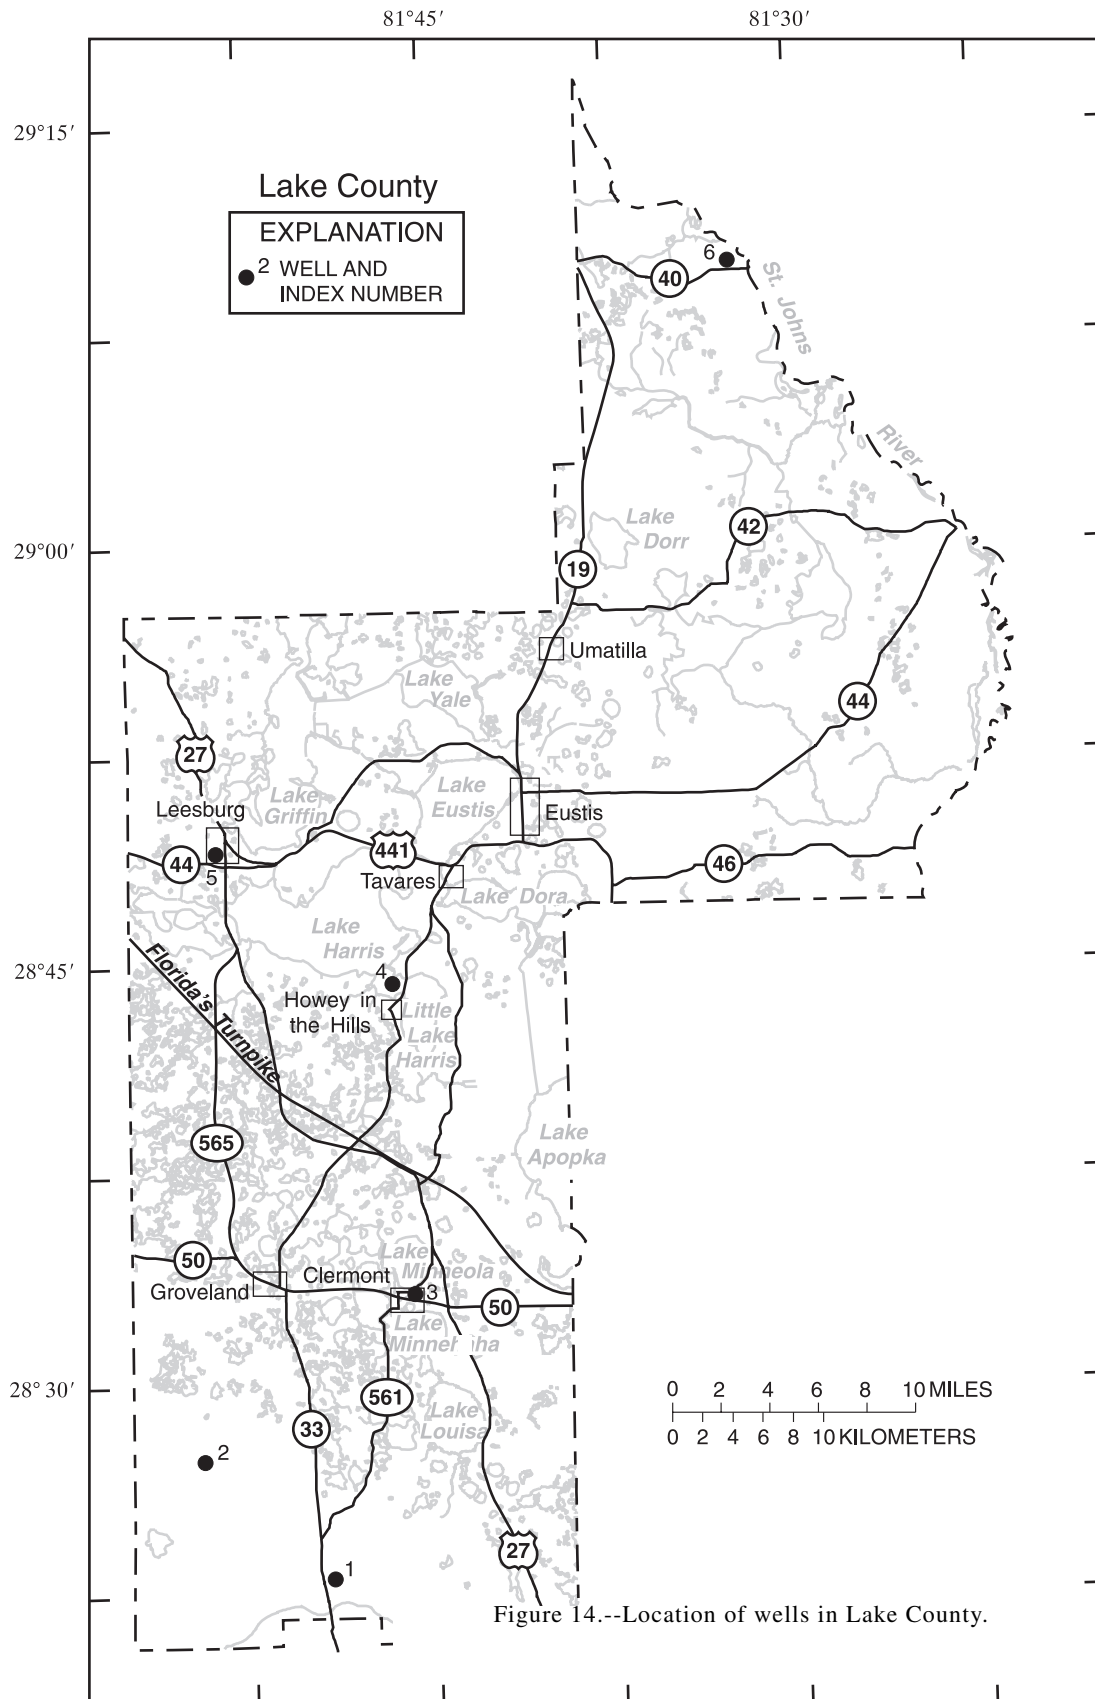 81°45′
81°30′
29°15′
Lake County
EXPLANATION
2 WELL AND
INDEX NUMBER
6
40
St. Johns
River
Lake
Dorr
42
29°00′
19
Umatilla
Lake
Yale
44
27
Leesburg
Lake
Griffin
Lake
Eustis
Eustis
441
44
5
46
Tavares
Lake Dora
Lake
Harris
28°45′
4
Florida's Turnpike
Howey in
the Hills
Little
Lake
Harris
565
Lake
Apopka
50
Lake
Minneola
Clermont
Groveland
3
50
Lake
Minnehaha
28°30′
561
0 2 4 6 8 10 MILES
0 2 4 6 8 10 KILOMETERS
Lake
Louisa
33
2
27
1
Figure 14.--Location of wells in Lake County.